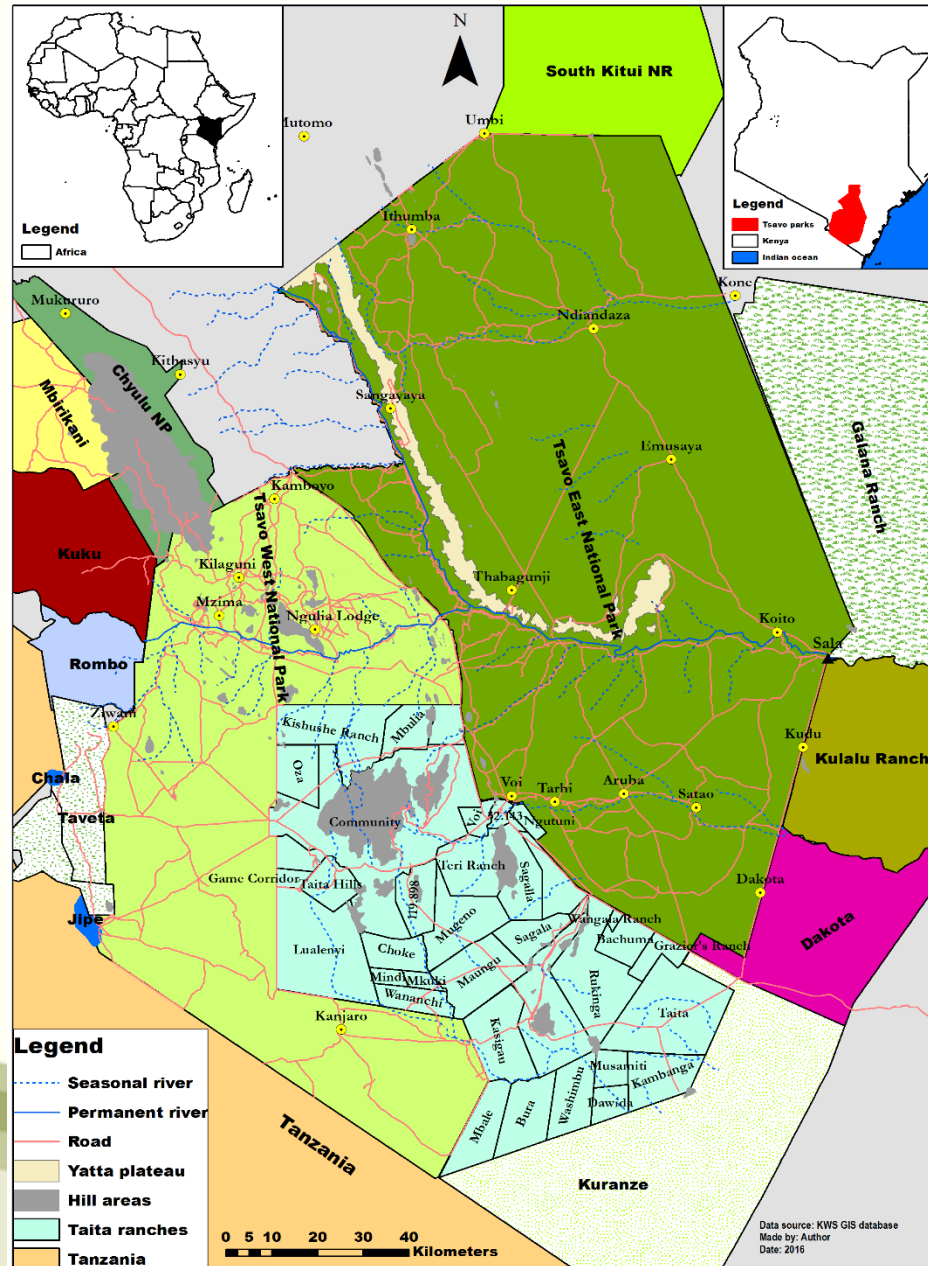 N
South Kitui NR
Mutomo
Umbi
Legend
Africa
Legend
Tsavo parks
Kenya
Indian ocean
Ithumba
Mukururo
Kone
Ndiandaza
Kithasyu
Chyulu NP
Mbirikani
Sangayaya
Galana Ranch
Tsavo East National Park
Emusaya
Kamboyo
Tsavo West National Park
Kuku
Kilaguni
Thabagunji
Mzima
Ngulia Lodge
Koito
Sala
Rombo
Ziwani
Kishushe Ranch
Mbulia
Kudu
Kulalu Ranch
Oza
Chala
Voi
Tarhi
Aruba
Satao
Taveta
Community
Voi
Ngutuni
Teri Ranch
Sagalla
Game Corridor
Taita Hills
Dakota
Jipe
Mugeno
Wangala Ranch
Dakota
Sagala
Bachuma
Grazier's Ranch
Lualenyi
Choke
Maungu
Rukinga
Mkuki
Wananchi
Taita
Kanjaro
Kasigau
Musamiti
Kambanga
Washimbu
Dawida
Bura
Mbale
Tanzania
Kuranze
Legend
Seasonal river
Permanent river
Road
Yatta plateau
Hill areas
Taita ranches
Tanzania
0 5 10 20 30 40
Kilometers
Data source: KWS GIS database
Made by: Author
Date: 2016